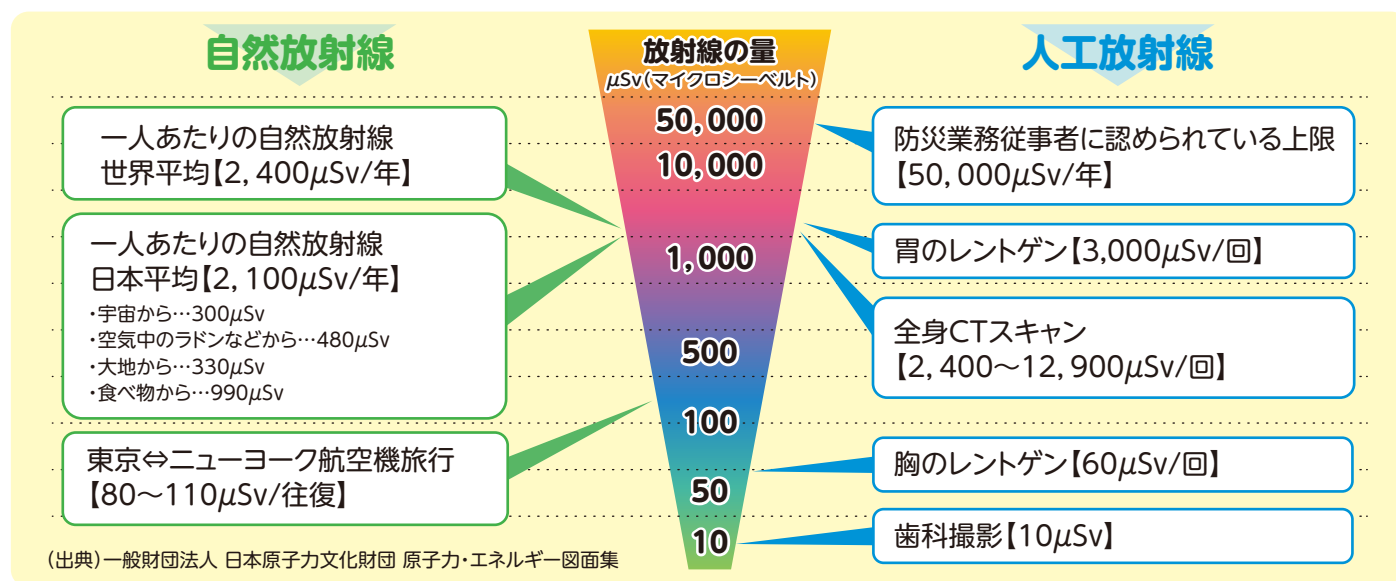 自然放射線
一人あたりの自然放射線
世界平均【2,400μSv/年】
一人あたりの自然放射線
日本平均【2,100μSv/年】
・宇宙から…300μSv
・空気中のラドンなどから…480μSv
・大地から…330μSv
・食べ物から…990μSv
東京⇔ニューヨーク航空機旅行
【80〜110μSv/往復】
放射線の量
μSv(マイクロシーベルト)
50,000
10,000
1,000
500
100
50
10
人工放射線
防災業務従事者に認められている上限
【50,000μSv/年】
胃のレントゲン【3,000μSv/回】
全身CTスキャン
【2,400〜12,900μSv/回】
胸のレントゲン【60μSv/回】
歯科撮影【10μSv】
(出典)一般財団法人 日本原子力文化財団 原子力・エネルギー図面集